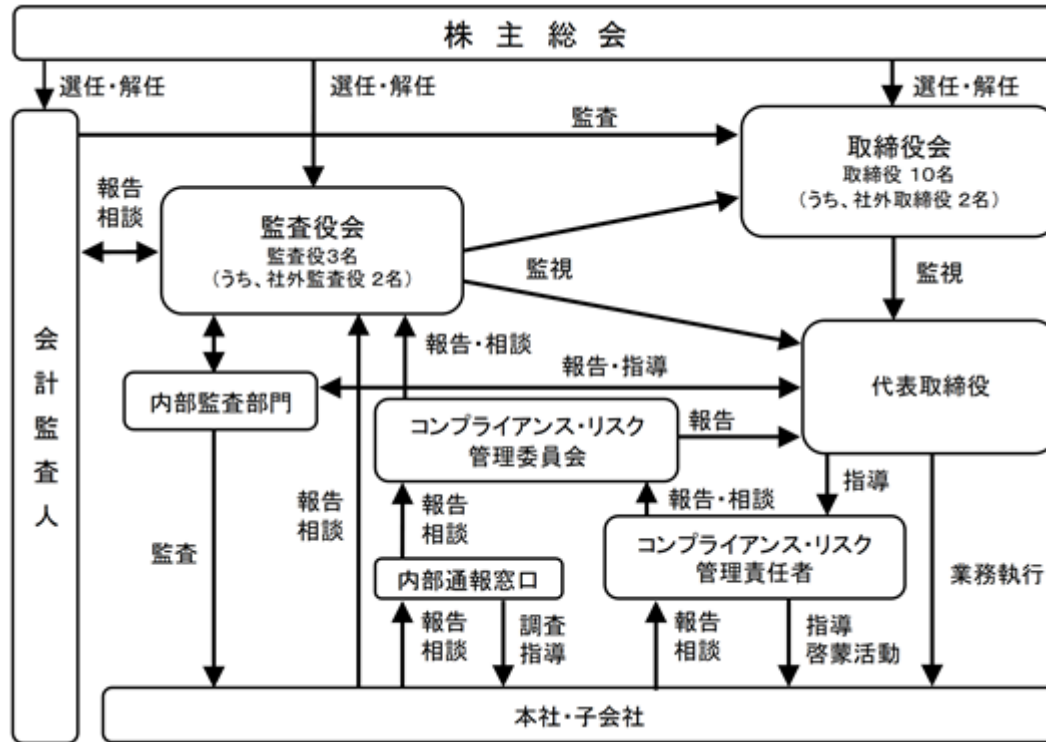 株主総会
選任・解任
選任・解任
選任・解任
監査
取締役会
取締役 10名
(うち、社外取締役 2名)
報告
相談
監査役会
監査役3名
(うち、社外監査役 2名)
監視
監視
会計監査人
報告・相談
報告・指導
代表取締役
内部監査部門
コンプライアンス・リスク
管理委員会
報告
指導
報告
相談
報告
相談
報告・相談
監査
コンプライアンス・リスク
管理責任者
内部通報窓口
業務執行
報告
相談
調査
指導
報告
相談
指導
啓蒙活動
本社・子会社